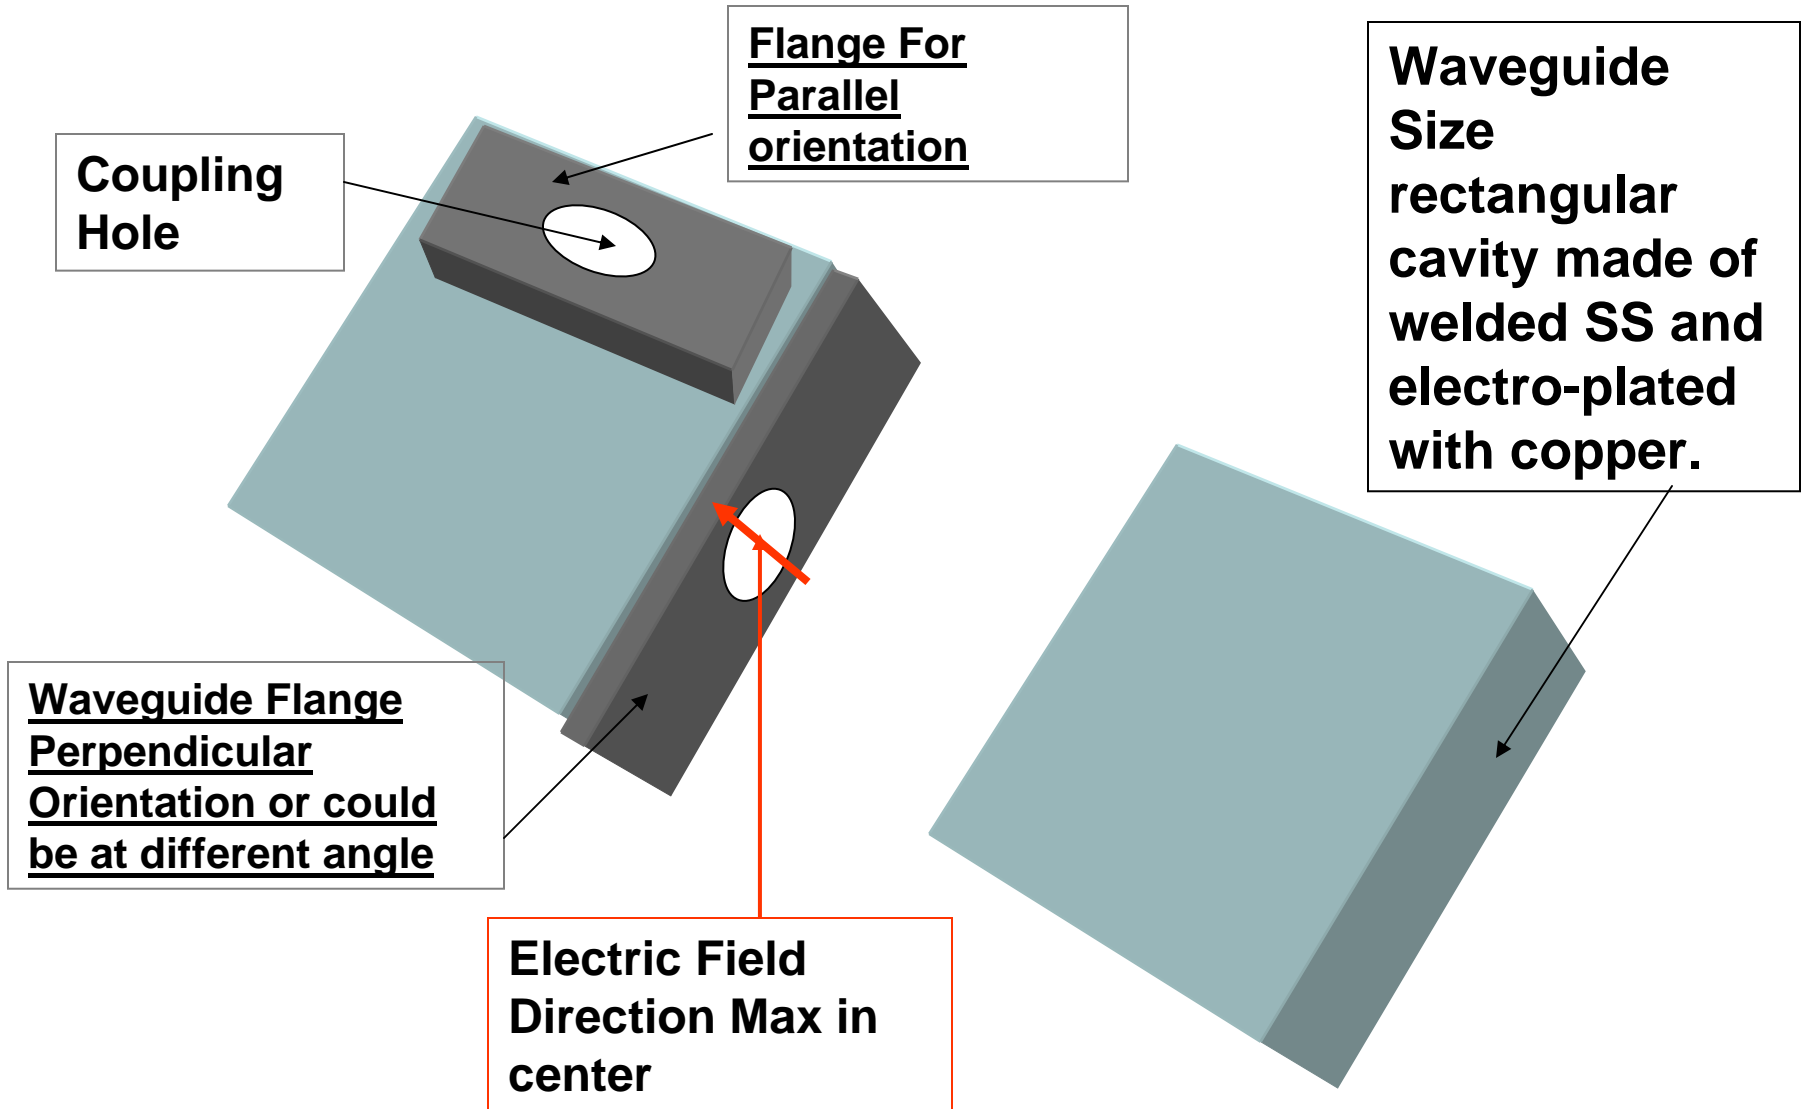 Flange For
Parallel
orientation
Waveguide
Size
rectangular
cavity made of
welded SS and
electro-plated
with copper.
Coupling
Hole
Waveguide Flange
Perpendicular
Orientation or could
be at different angle
Electric Field
Direction Max in
center